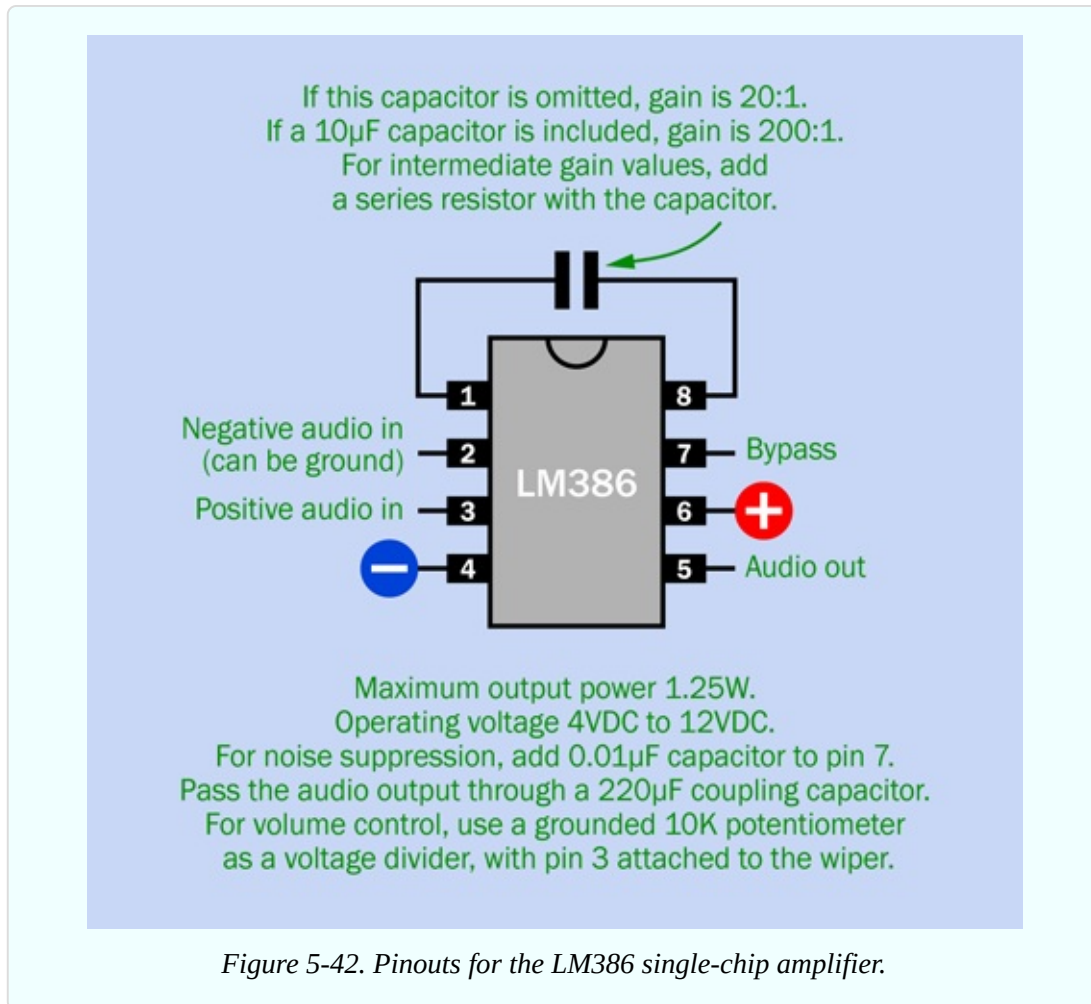 If this capacitor is omitted, gain is 20:1.
If a 10µF capacitor is included, gain is 200:1.
For intermediate gain values, add
a series resistor with the capacitor.
1
8
Negative audio in
(can be ground)
2
7
Bypass
LM386
Positive audio in
3
6
+
−
4
5
Audio out
Maximum output power 1.25W.
Operating voltage 4VDC to 12VDC.
For noise suppression, add 0.01µF capacitor to pin 7.
Pass the audio output through a 220µF coupling capacitor.
For volume control, use a grounded 10K potentiometer
as a voltage divider, with pin 3 attached to the wiper.
Figure 5-42. Pinouts for the LM386 single-chip amplifier.